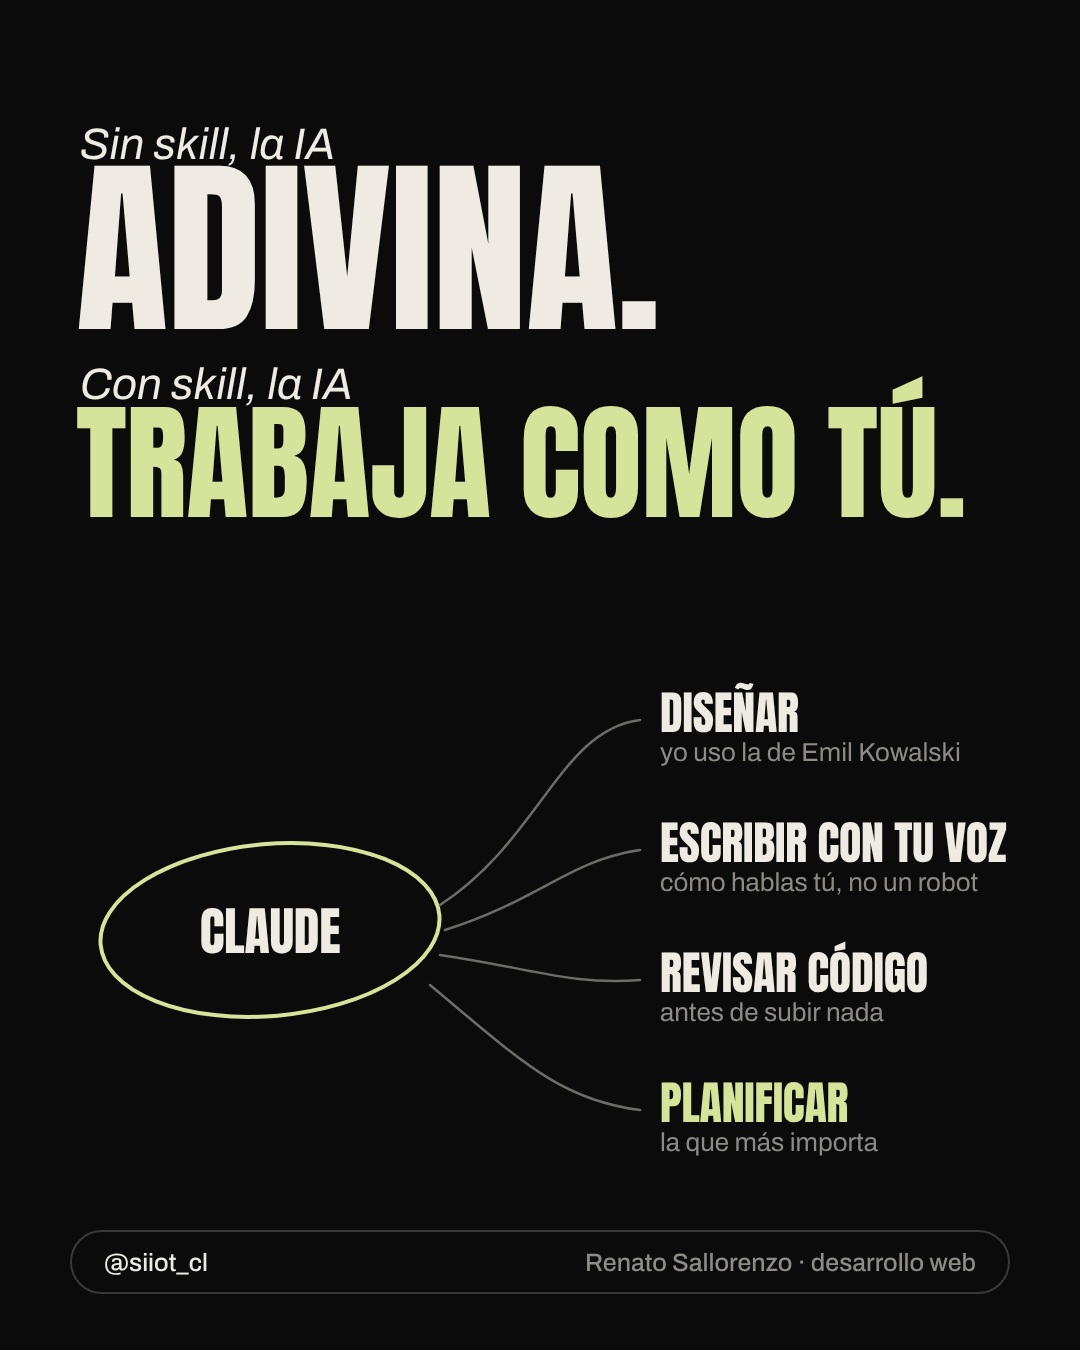 Sin skill, la IA
ADIVINA.
Con skill, la IA
TRABAJA COMO TÚ.
DISEÑAR
yo uso la de Emil Kowalski
ESCRIBIR CON TU VOZ
cómo hablas tú, no un robot
CLAUDE
REVISAR CÓDIGO
antes de subir nada
PLANIFICAR
la que más importa
@siiot_cl
Renato Sallorenzo · desarrollo web